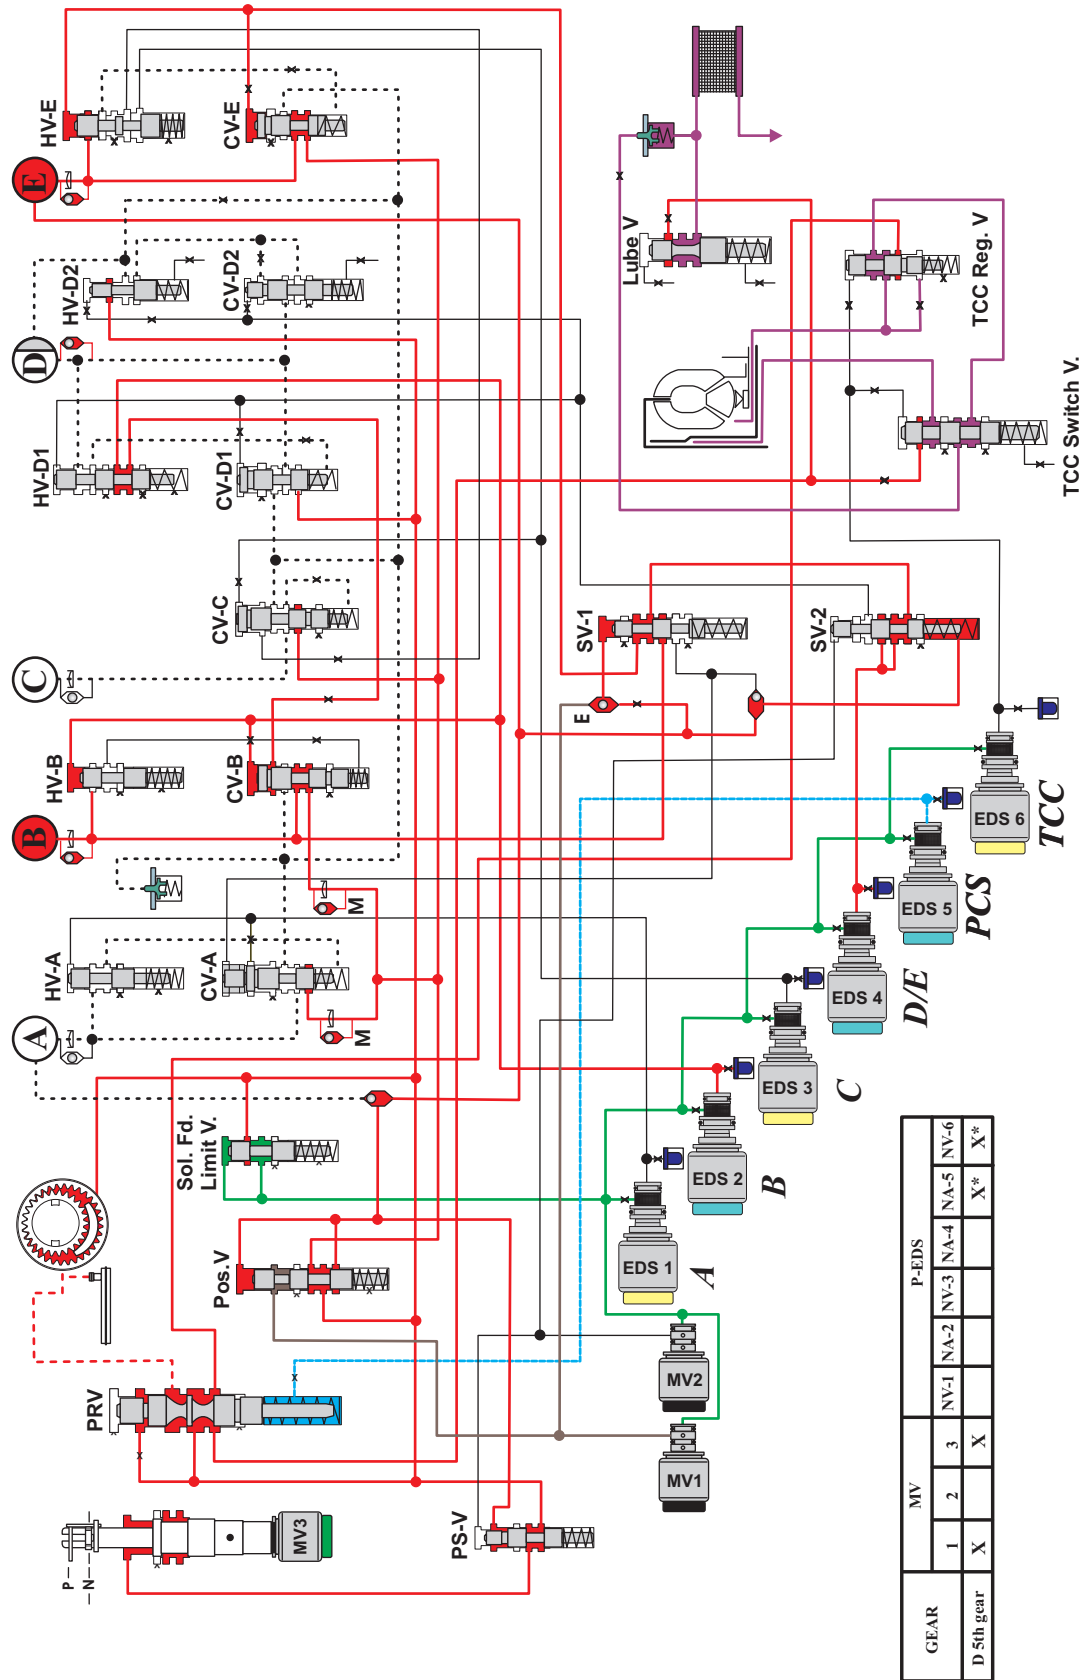 HV-E
CV-E
E
HV-D2
CV-D2
D
HV-D1
CV-D1
CV-C
C
HV-B
CV-B
B
HV-A
CV-A
A
M
M
Sol. Fd.
Limit V.
Pos.V
PRV
P
N
MV3
PS-V
Lube V
TCC Reg. V
TCC Switch V.
SV-1
E
SV-2
EDS 6
TCC
EDS 5
PCS
EDS 4
D/E
EDS 3
C
EDS 2
B
EDS 1
A
MV2
MV1
GEAR MV P-EDS
1 2 3 NV-1 NA-2 NV-3 NA-4 NA-5 NV-6
D 5th gear X X X* X*